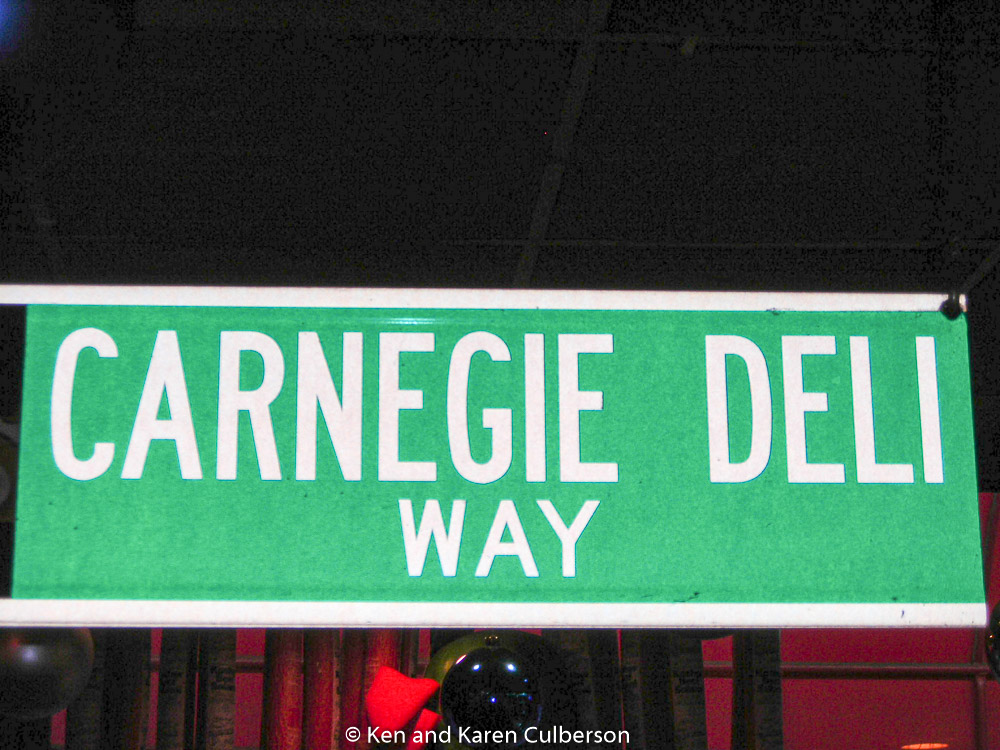 CARNEGIE DELI
WAY
© Ken and Karen Culberson